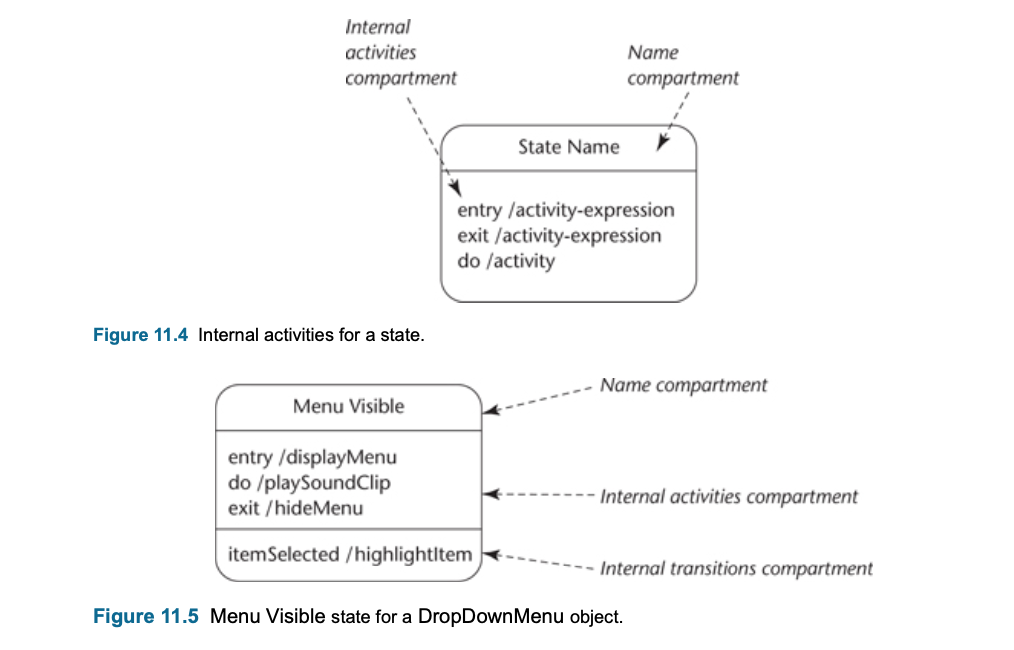 Internal
activities
compartment
Name
compartment
State Name
entry /activity-expression
exit /activity-expression
do /activity
Figure 11.4 Internal activities for a state.
Name compartment
Menu Visible
entry /displayMenu
do /playSoundClip
exit /hideMenu
Internal activities compartment
itemSelected /highlightItem
Internal transitions compartment
Figure 11.5 Menu Visible state for a DropDownMenu object.